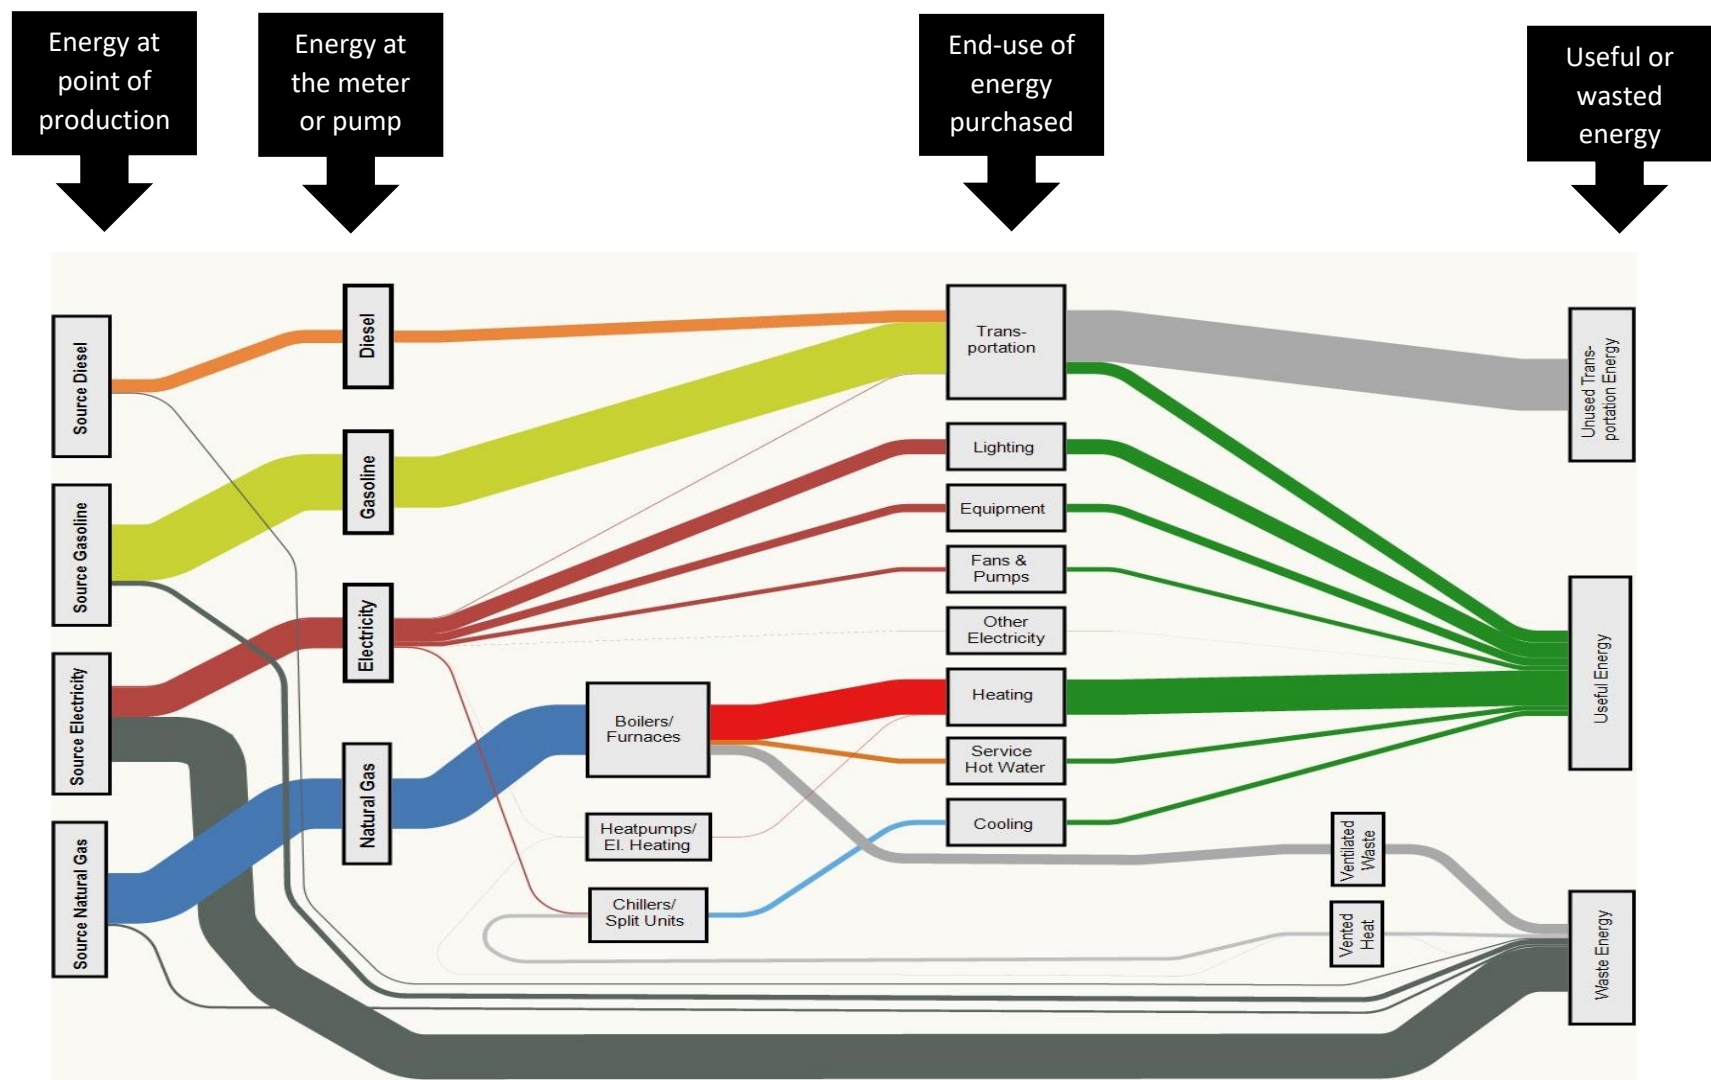 Energy at
point of
production
Energy at
the meter
or pump
End-use of
energy
purchased
Useful or
wasted
energy
Source Diesel
Source Gasoline
Source Electricity
Source Natural Gas
Diesel
Gasoline
Electricity
Natural Gas
Boilers/
Furnaces
Heatpumps/
El. Heating
Chillers/
Split Units
Trans-
portation
Lighting
Equipment
Fans &
Pumps
Other
Electricity
Heating
Service
Hot Water
Cooling
Ventilated
Waste
Vented
Heat
Unused Trans-
portation Energy
Useful Energy
Waste Energy